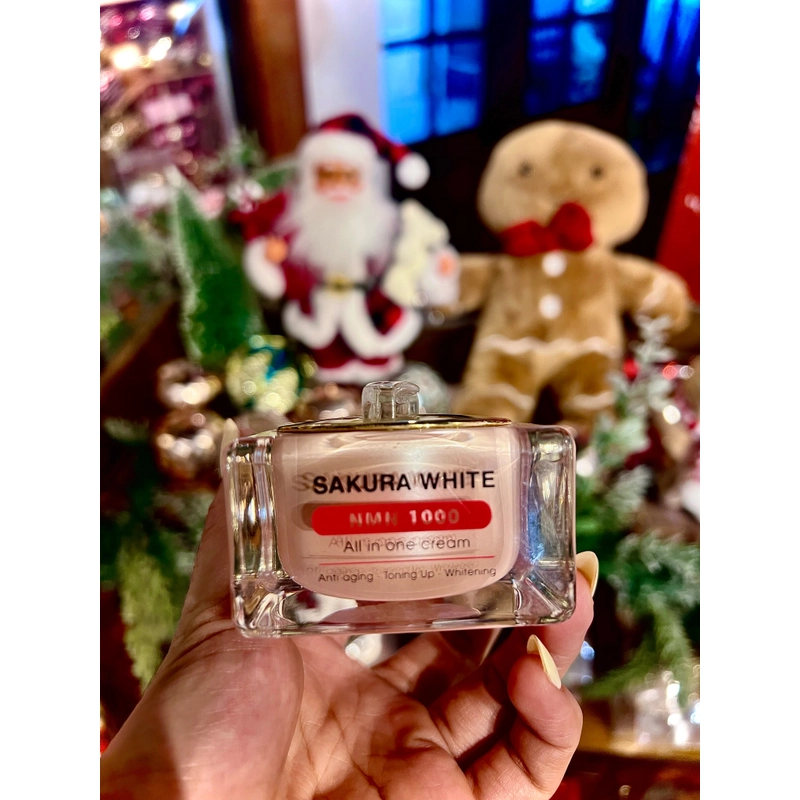 SAKURA WHITE
NMN 1000
All in one cream
Anti aging · Toning up · Whitening